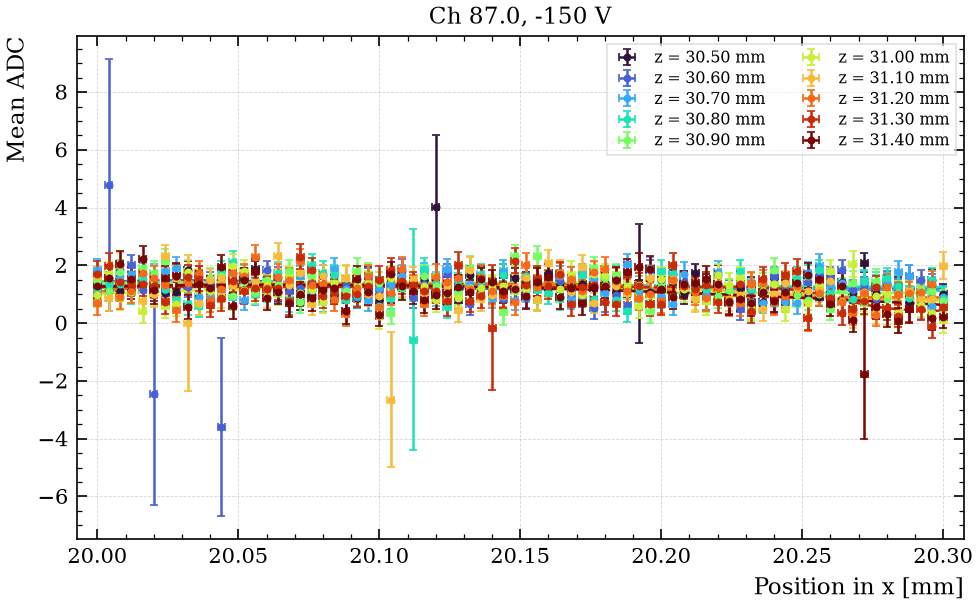 Ch 87.0, -150 V
Mean ADC
z = 30.50 mm
z = 30.60 mm
z = 30.70 mm
z = 30.80 mm
z = 30.90 mm
z = 31.00 mm
z = 31.10 mm
z = 31.20 mm
z = 31.30 mm
z = 31.40 mm
8
6
4
2
0
−2
−4
−6
20.00 20.05 20.10 20.15 20.20 20.25 20.30
Position in x [mm]